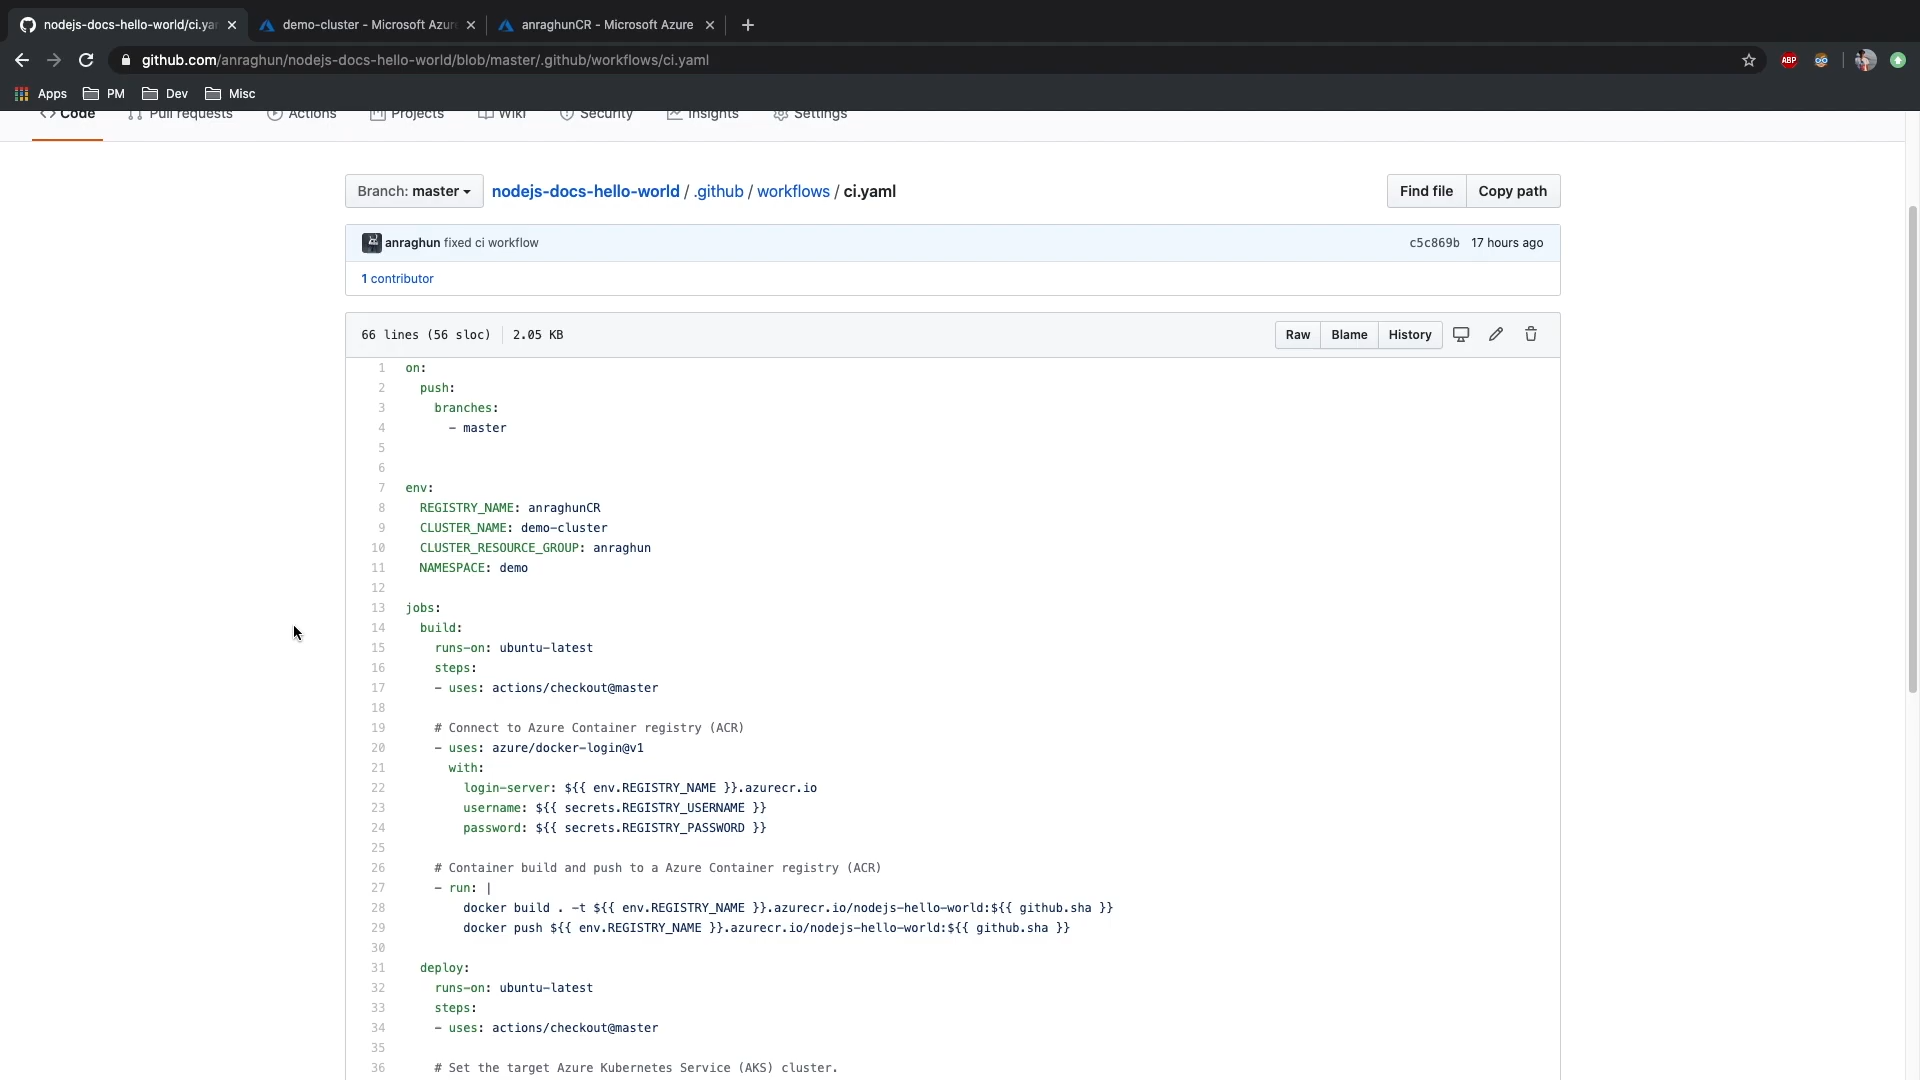 nodejs-docs-hello-world/ci.ya
demo-cluster - Microsoft Azur
anraghunCR - Microsoft Azure
github.com/anraghun/nodejs-docs-hello-world/blob/master/.github/workflows/ci.yaml
ABP
Apps PM Dev Misc
Code Pull requests Actions Projects Wiki Security Insights Settings
Branch: master nodejs-docs-hello-world / .github / workflows / ci.yaml Find file Copy path
anraghun fixed ci workflow c5c869b 17 hours ago
1 contributor
66 lines (56 sloc) 2.05 KB Raw Blame History
1 on:
2 push:
3 branches:
4 - master
5
6
7 env:
8 REGISTRY_NAME: anraghunCR
9 CLUSTER_NAME: demo-cluster
10 CLUSTER_RESOURCE_GROUP: anraghun
11 NAMESPACE: demo
12
13 jobs:
14 build:
15 runs-on: ubuntu-latest
16 steps:
17 - uses: actions/checkout@master
18
19 # Connect to Azure Container registry (ACR)
20 - uses: azure/docker-login@v1
21 with:
22 login-server: ${{ env.REGISTRY_NAME }}.azurecr.io
23 username: ${{ secrets.REGISTRY_USERNAME }}
24 password: ${{ secrets.REGISTRY_PASSWORD }}
25
26 # Container build and push to a Azure Container registry (ACR)
27 - run: |
28 docker build . -t ${{ env.REGISTRY_NAME }}.azurecr.io/nodejs-hello-world:${{ github.sha }}
29 docker push ${{ env.REGISTRY_NAME }}.azurecr.io/nodejs-hello-world:${{ github.sha }}
30
31 deploy:
32 runs-on: ubuntu-latest
33 steps:
34 - uses: actions/checkout@master
35
36 # Set the target Azure Kubernetes Service (AKS) cluster.